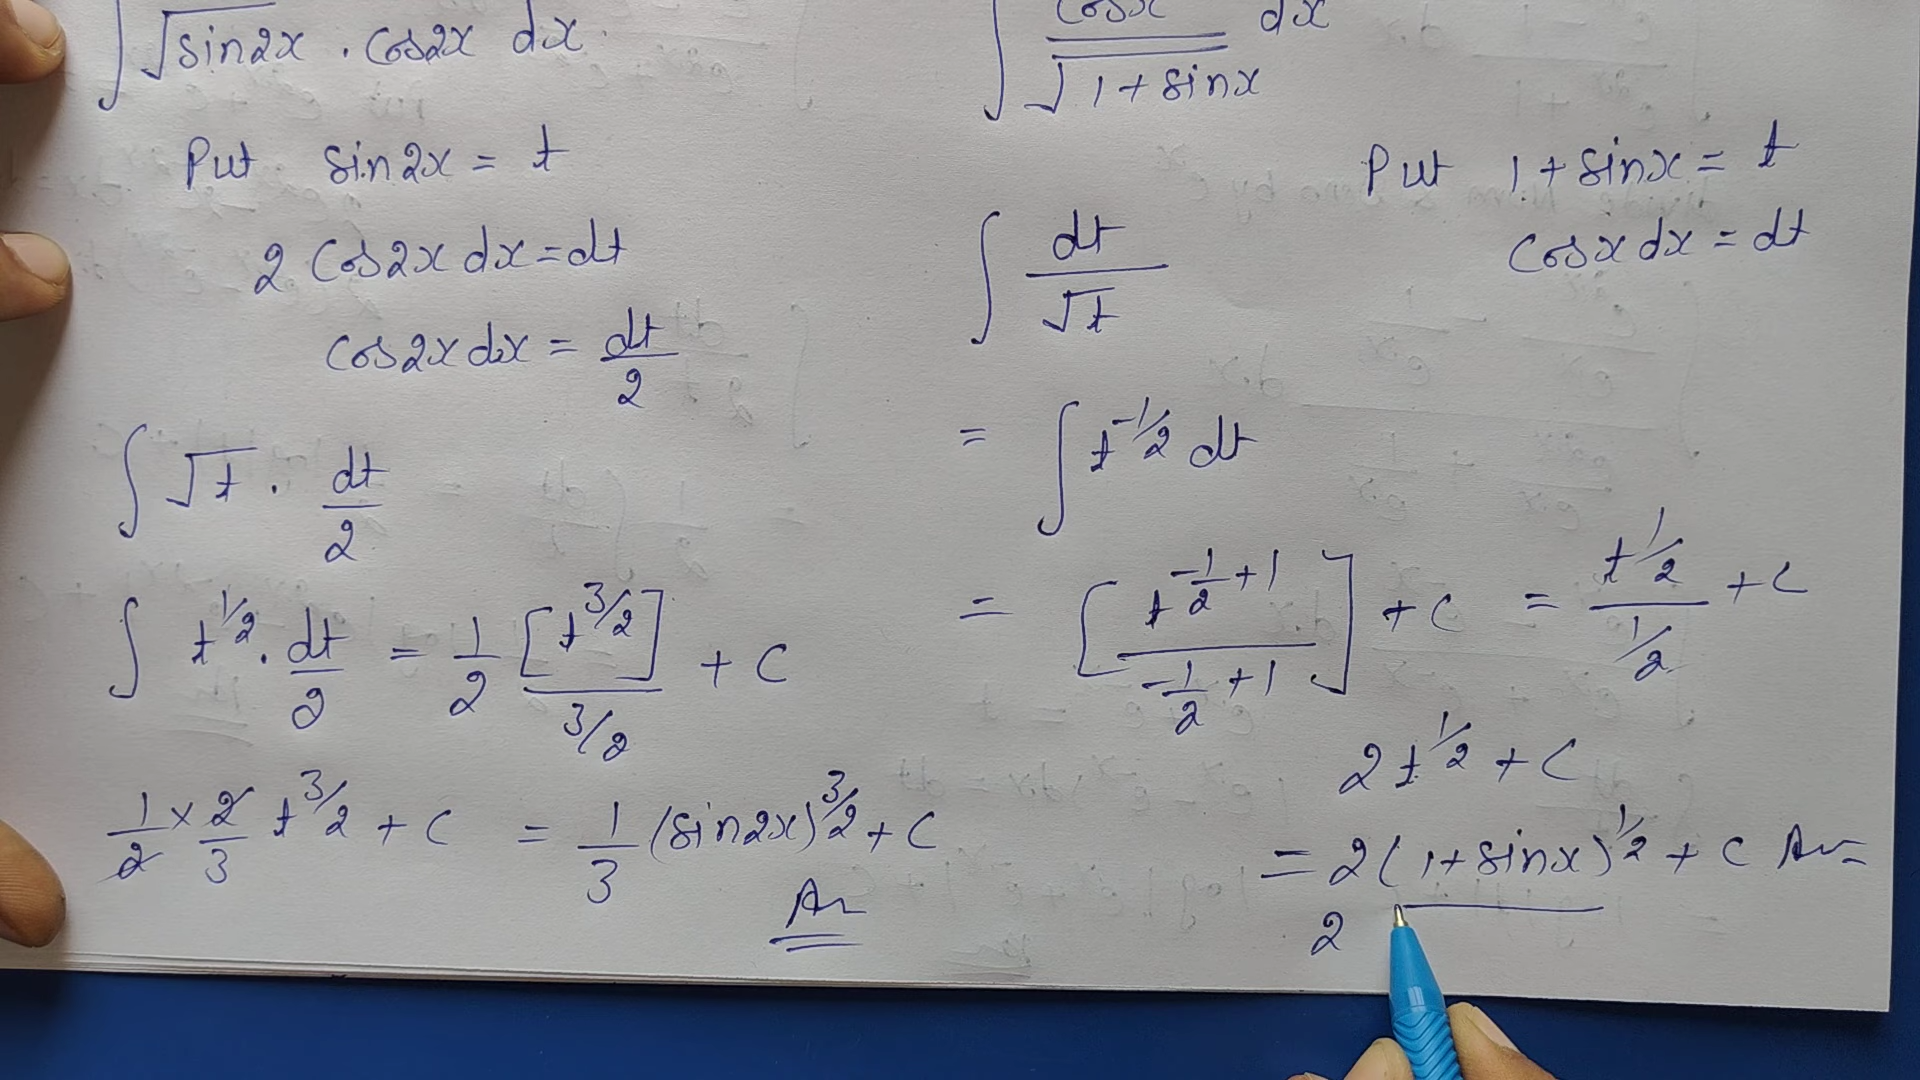 ∫ √sin2x . cos2x dx
Put sin2x = t
2 cos2x dx = dt
cos2x dx = dt/2
∫ √t . dt/2
∫ t^1/2 . dt/2 = 1/2 [t^3/2]/3/2 + C
1/2 × 2/3 t^3/2 + C = 1/3 (sin2x)^3/2 + C
An
∫ cosx/√1+sinx dx
Put 1+sinx = t
cosx dx = dt
∫ dt/√t
= ∫ t^-1/2 dt
= [t^-1/2+1 / -1/2+1] + C = t^1/2 / 1/2 + C
2 t^1/2 + C
= 2(1+sinx)^1/2 + C An
2